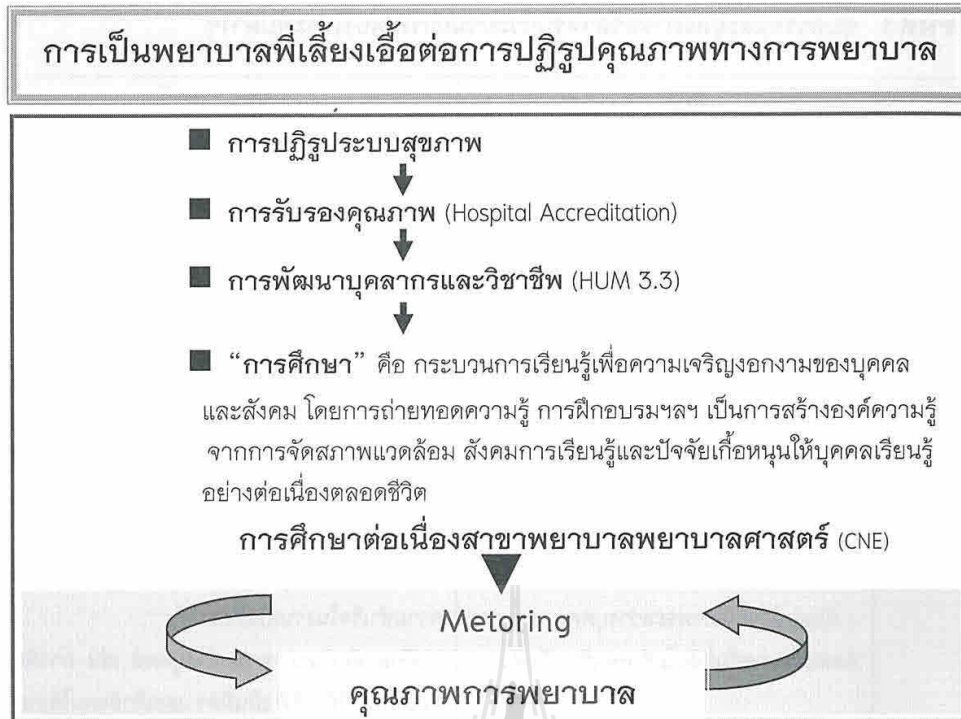 การเป็นพยาบาลพี่เลี้ยงเอื้อต่อการปฏิรูปคุณภาพทางการพยาบาล
■ การปฏิรูประบบสุขภาพ
■ การรับรองคุณภาพ (Hospital Accreditation)
■ การพัฒนาบุคลากรและวิชาชีพ (HUM 3.3)
■ “การศึกษา” คือ กระบวนการเรียนรู้เพื่อความเจริญงอกงามของบุคคล
และสังคม โดยการถ่ายทอดความรู้ การฝึกอบรมฯลฯ เป็นการสร้างองค์ความรู้
จากการจัดสภาพแวดล้อม สังคมการเรียนรู้และปัจจัยเกื้อหนุนให้บุคคลเรียนรู้
อย่างต่อเนื่องตลอดชีวิต
การศึกษาต่อเนื่องสาขาพยาบาลพยาบาลศาสตร์ (CNE)
Metoring
คุณภาพการพยาบาล